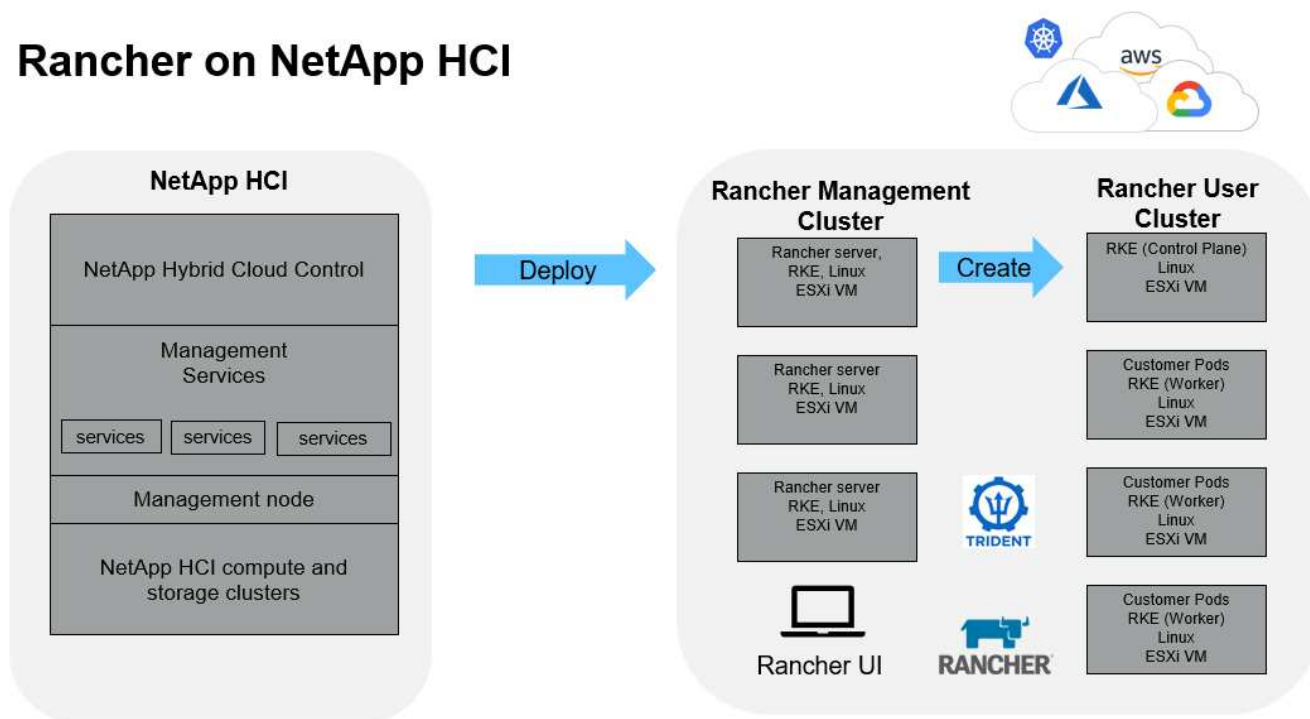 Rancher on NetApp HCI
aws
NetApp HCI
NetApp Hybrid Cloud Control
Management
Services
services
services
services
Management node
NetApp HCI compute and
storage clusters
Deploy
Rancher Management
Cluster
Rancher server,
RKE, Linux
ESXi VM
Rancher server
RKE, Linux
ESXi VM
Rancher server
RKE, Linux
ESXi VM
Rancher UI
Create
TRIDENT
RANCHER
Rancher User
Cluster
RKE (Control Plane)
Linux
ESXi VM
Customer Pods
RKE (Worker)
Linux
ESXi VM
Customer Pods
RKE (Worker)
Linux
ESXi VM
Customer Pods
RKE (Worker)
Linux
ESXi VM